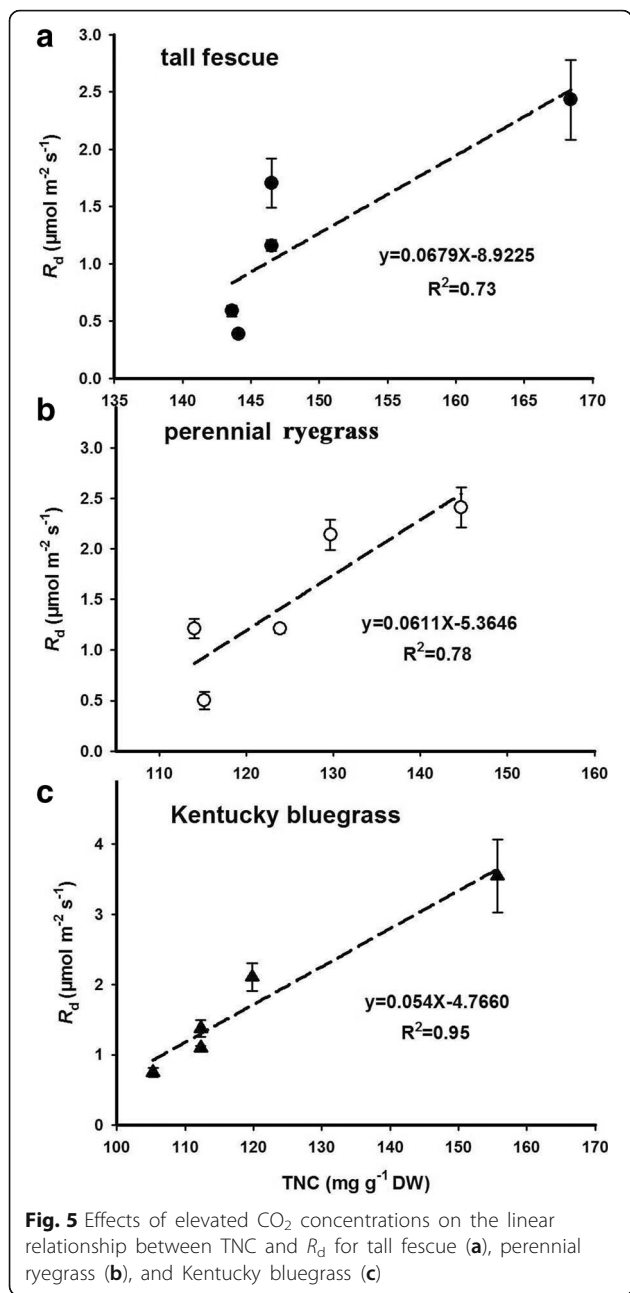 a
tall fescue
3.0
2.5
2.0
1.5
1.0
0.5
0.0
R_d (µmol m⁻² s⁻¹)
y=0.0679X-8.9225
R²=0.73
135 140 145 150 155 160 165 170
b
perennial ryegrass
3.0
2.5
2.0
1.5
1.0
0.5
0.0
R_d (µmol m⁻² s⁻¹)
y=0.0611X-5.3646
R²=0.78
110 120 130 140 150 160
c
Kentucky bluegrass
4
3
2
1
0
R_d (µmol m⁻² s⁻¹)
y=0.054X-4.7660
R²=0.95
100 110 120 130 140 150 160 170
TNC (mg g⁻¹ DW)
Fig. 5 Effects of elevated CO₂ concentrations on the linear
relationship between TNC and R_d for tall fescue (a), perennial
ryegrass (b), and Kentucky bluegrass (c)